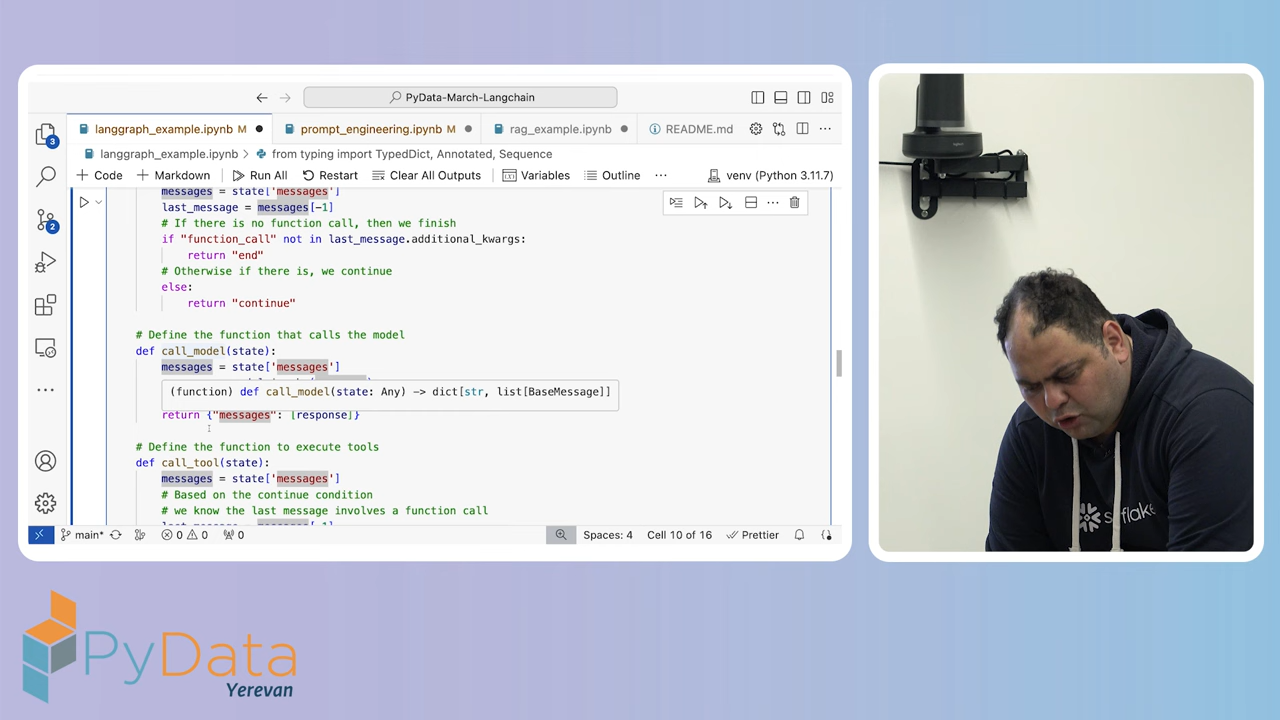 PyData-March-Langchain
langgraph_example.ipynb M
prompt_engineering.ipynb M
rag_example.ipynb
README.md
3
langgraph_example.ipynb > from typing import TypedDict, Annotated, Sequence
Code
Markdown
Run All
Restart
Clear All Outputs
Variables
Outline
venv (Python 3.11.7)
2
messages = state['messages']
last_message = messages[-1]
# If there is no function call, then we finish
if "function_call" not in last_message.additional_kwargs:
return "end"
# Otherwise if there is, we continue
else:
return "continue"
# Define the function that calls the model
def call_model(state):
messages = state['messages']
(function) def call_model(state: Any) -> dict[str, list[BaseMessage]]
return {"messages": [response]}
# Define the function to execute tools
def call_tool(state):
messages = state['messages']
# Based on the continue condition
# we know the last message involves a function call
main*
0
0
0
Spaces: 4
Cell 10 of 16
Prettier
PyData
Yerevan